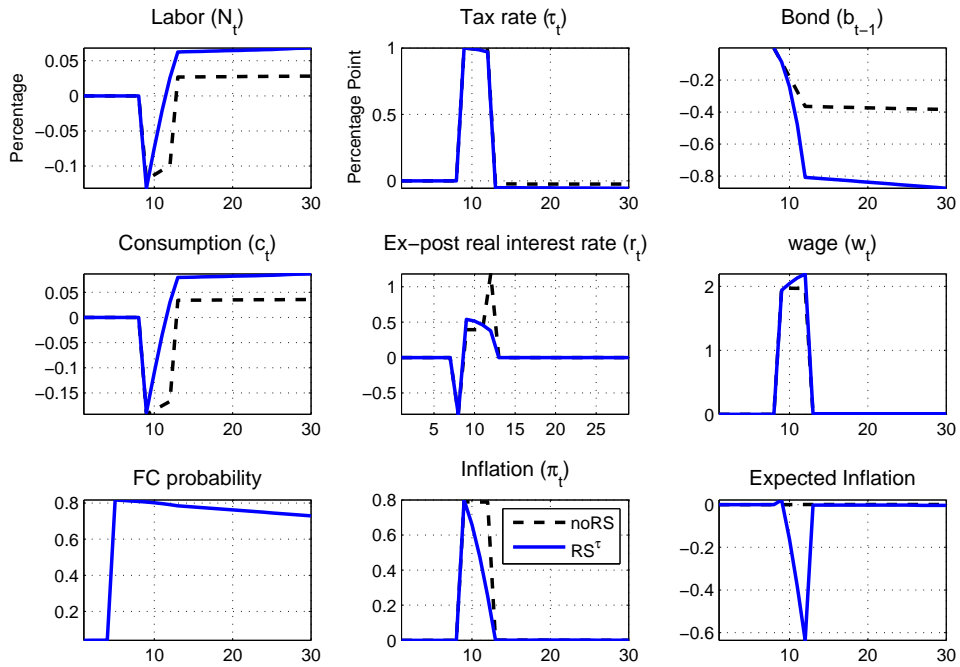 Labor (N_t)
Tax rate (τ_t)
Bond (b_{t−1})
Percentage
0.05
0
−0.05
−0.1
10 20 30
Percentage Point
1
0.5
0
10 20 30
−0.2
−0.4
−0.6
−0.8
10 20 30
Consumption (c_t)
Ex−post real interest rate (r_t)
wage (w_t)
0.05
0
−0.05
−0.1
−0.15
10 20 30
1
0.5
0
−0.5
5 10 15 20 25
2
1
0
10 20 30
FC probability
Inflation (π_t)
Expected Inflation
0.8
0.6
0.4
0.2
10 20 30
0.8
0.6
0.4
0.2
0
noRS
RS^τ
10 20 30
0
−0.2
−0.4
−0.6
10 20 30